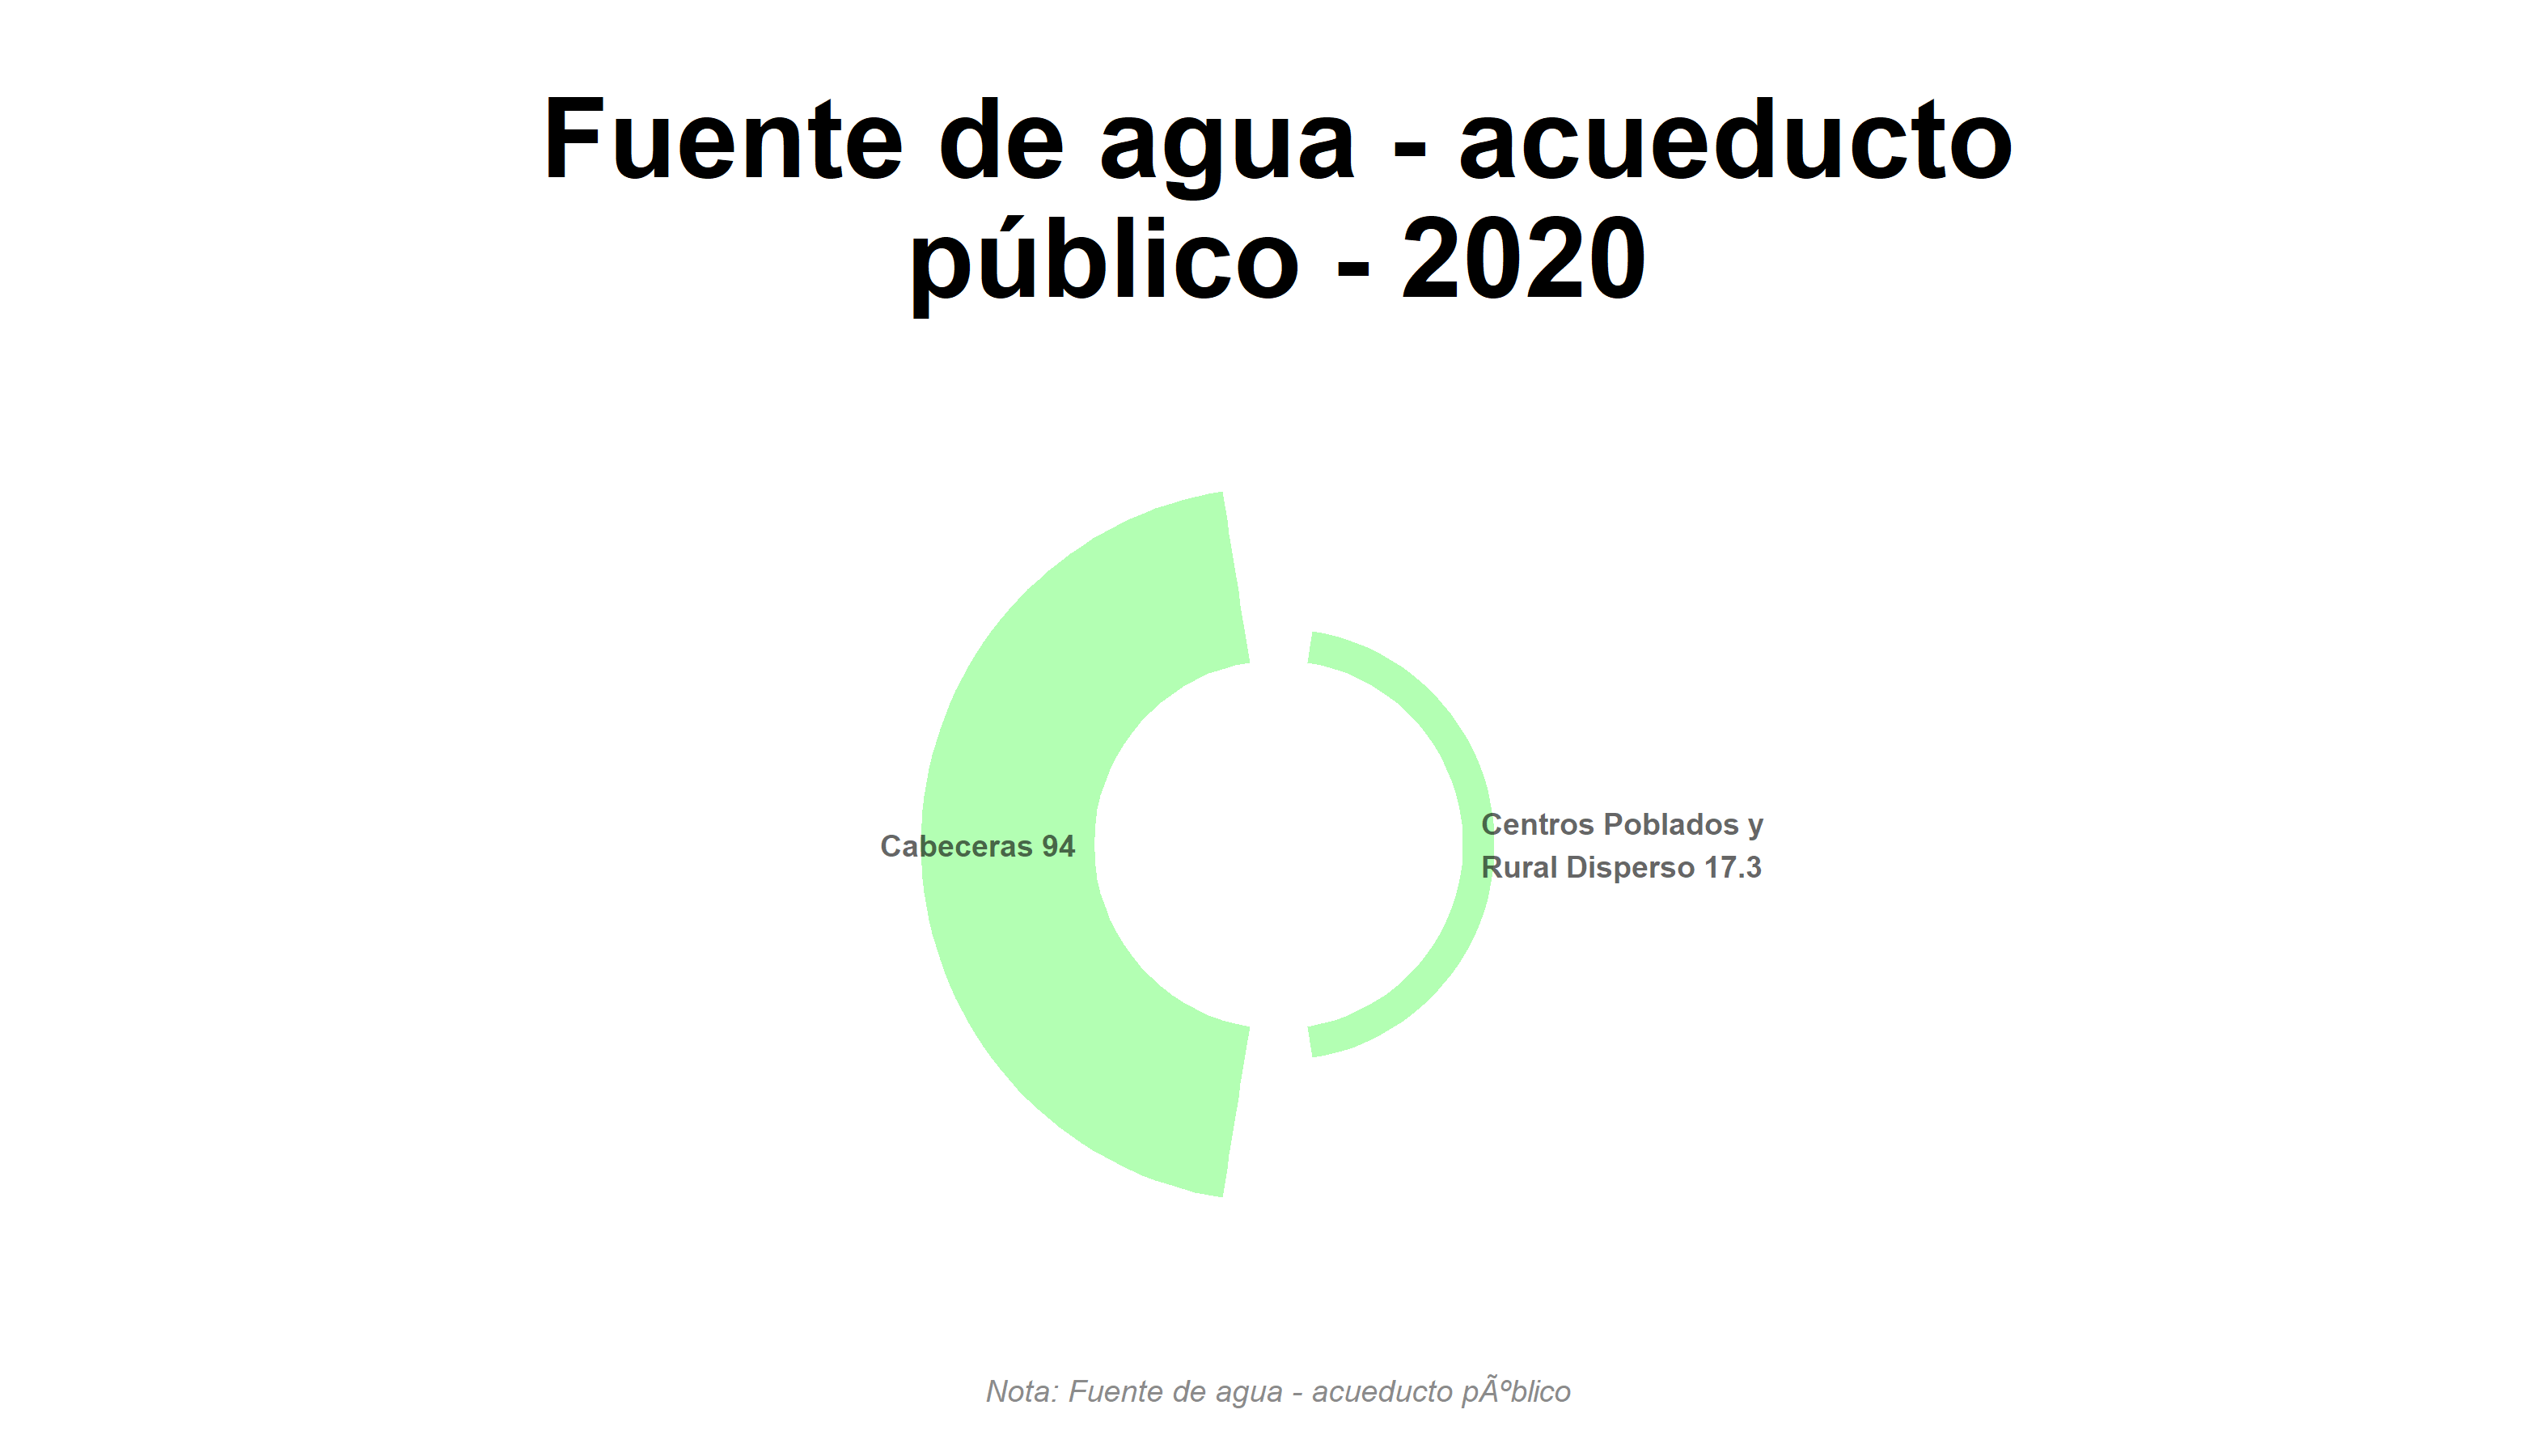 Fuente de agua - acueducto
público - 2020
Cabeceras 94
Centros Poblados y
Rural Disperso 17.3
Nota: Fuente de agua - acueducto pÃºblico